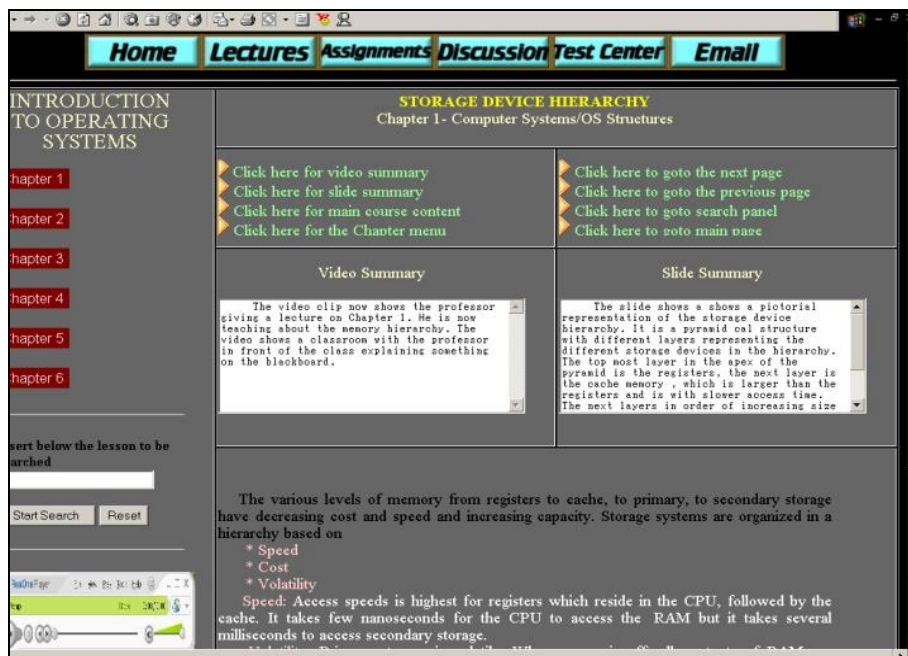 Home Lectures Assignments Discussion Test Center Email
INTRODUCTION
TO OPERATING
SYSTEMS
hapter 1
hapter 2
hapter 3
hapter 4
hapter 5
hapter 6
sert below the lesson to be
arched
Start Search Reset
STORAGE DEVICE HIERARCHY
Chapter 1- Computer Systems/OS Structures
Click here for video summary
Click here for slide summary
Click here for main course content
Click here for the Chapter menu
Click here to goto the next page
Click here to goto the previous page
Click here to goto search panel
Click here to goto main page
Video Summary
The video clip now shows the professor
giving a lecture on Chapter 1. He is now
teaching about the memory hierarchy. The
video shows a classroom with the professor
in front of the class explaining something
on the blackboard.
Slide Summary
The slide shows a shows a pictorial
representation of the storage device
hierarchy. It is a pyramid cal structure
with different layers representing the
different storage devices in the hierarchy.
The top most layer in the apex of the
pyramid is the registers, the next layer is
the cache memory , which is larger than the
registers and is with slower access time.
The next layers in order of increasing size
The various levels of memory from registers to cache, to primary, to secondary storage
have decreasing cost and speed and increasing capacity. Storage systems are organized in a
hierarchy based on
* Speed
* Cost
* Volatility
Speed: Access speeds is highest for registers which reside in the CPU, followed by the
cache. It takes few nanoseconds for the CPU to access the RAM but it takes several
milliseconds to access secondary storage.